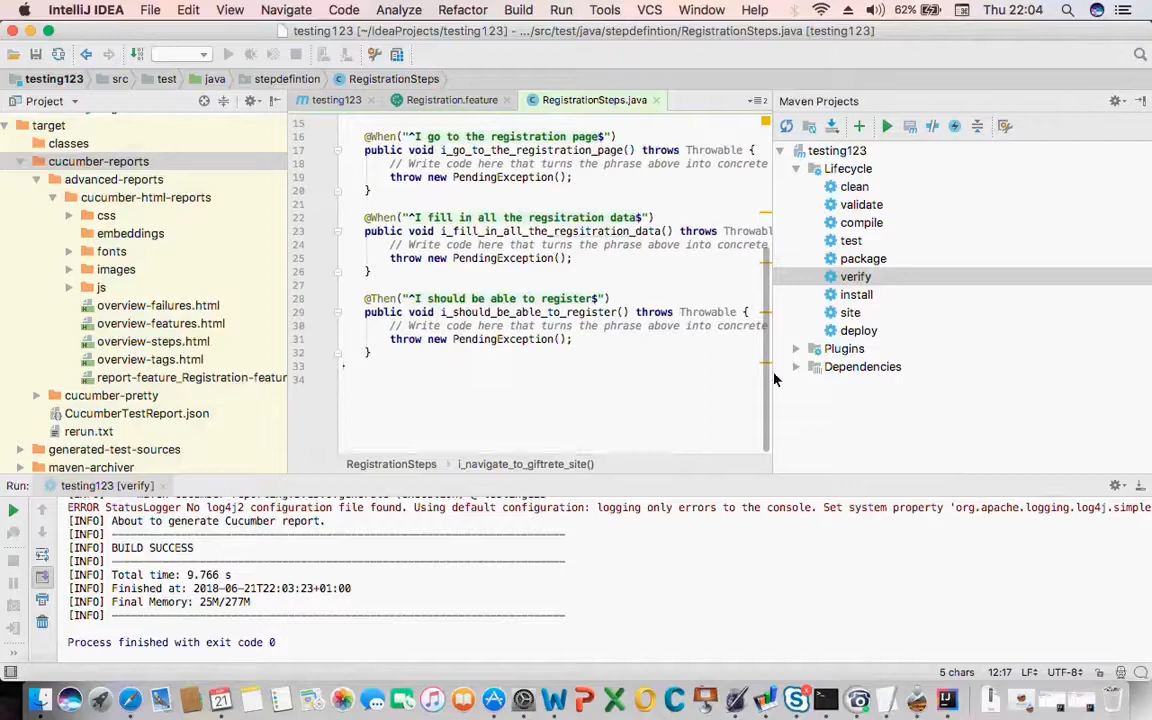 IntelliJ IDEA File Edit View Navigate Code Analyze Refactor Build Run Tools VCS Window Help 62% Thu 22:04
testing123 [~/IdeaProjects/testing123] - .../src/test/java/stepdefintion/RegistrationSteps.java [testing123]
testing123 src test java stepdefintion RegistrationSteps
Project
testing123 Registration.feature RegistrationSteps.java
Maven Projects
target
classes
cucumber-reports
advanced-reports
cucumber-html-reports
css
embeddings
fonts
images
js
overview-failures.html
overview-features.html
overview-steps.html
overview-tags.html
report-feature_Registration-featur
cucumber-pretty
CucumberTestReport.json
rerun.txt
generated-test-sources
maven-archiver
15
16 @When("^I go to the registration page$")
17 public void i_go_to_the_registration_page() throws Throwable {
18 // Write code here that turns the phrase above into concrete
19 throw new PendingException();
20 }
21
22 @When("^I fill in all the regsitration data$")
23 public void i_fill_in_all_the_regsitration_data() throws Throwabl
24 // Write code here that turns the phrase above into concrete
25 throw new PendingException();
26 }
27
28 @Then("^I should be able to register$")
29 public void i_should_be_able_to_register() throws Throwable {
30 // Write code here that turns the phrase above into concrete
31 throw new PendingException();
32 }
33 }
34
RegistrationSteps i_navigate_to_giftrete_site()
testing123
Lifecycle
clean
validate
compile
test
package
verify
install
site
deploy
Plugins
Dependencies
Run: testing123 [verify]
ERROR StatusLogger No log4j2 configuration file found. Using default configuration: logging only errors to the console. Set system property 'org.apache.logging.log4j.simple
[INFO] About to generate Cucumber report.
[INFO] ------------------------------------------------------------------------
[INFO] BUILD SUCCESS
[INFO] ------------------------------------------------------------------------
[INFO] Total time: 9.766 s
[INFO] Finished at: 2018-06-21T22:03:23+01:00
[INFO] Final Memory: 25M/277M
[INFO] ------------------------------------------------------------------------
Process finished with exit code 0
5 chars 12:17 LF UTF-8
21